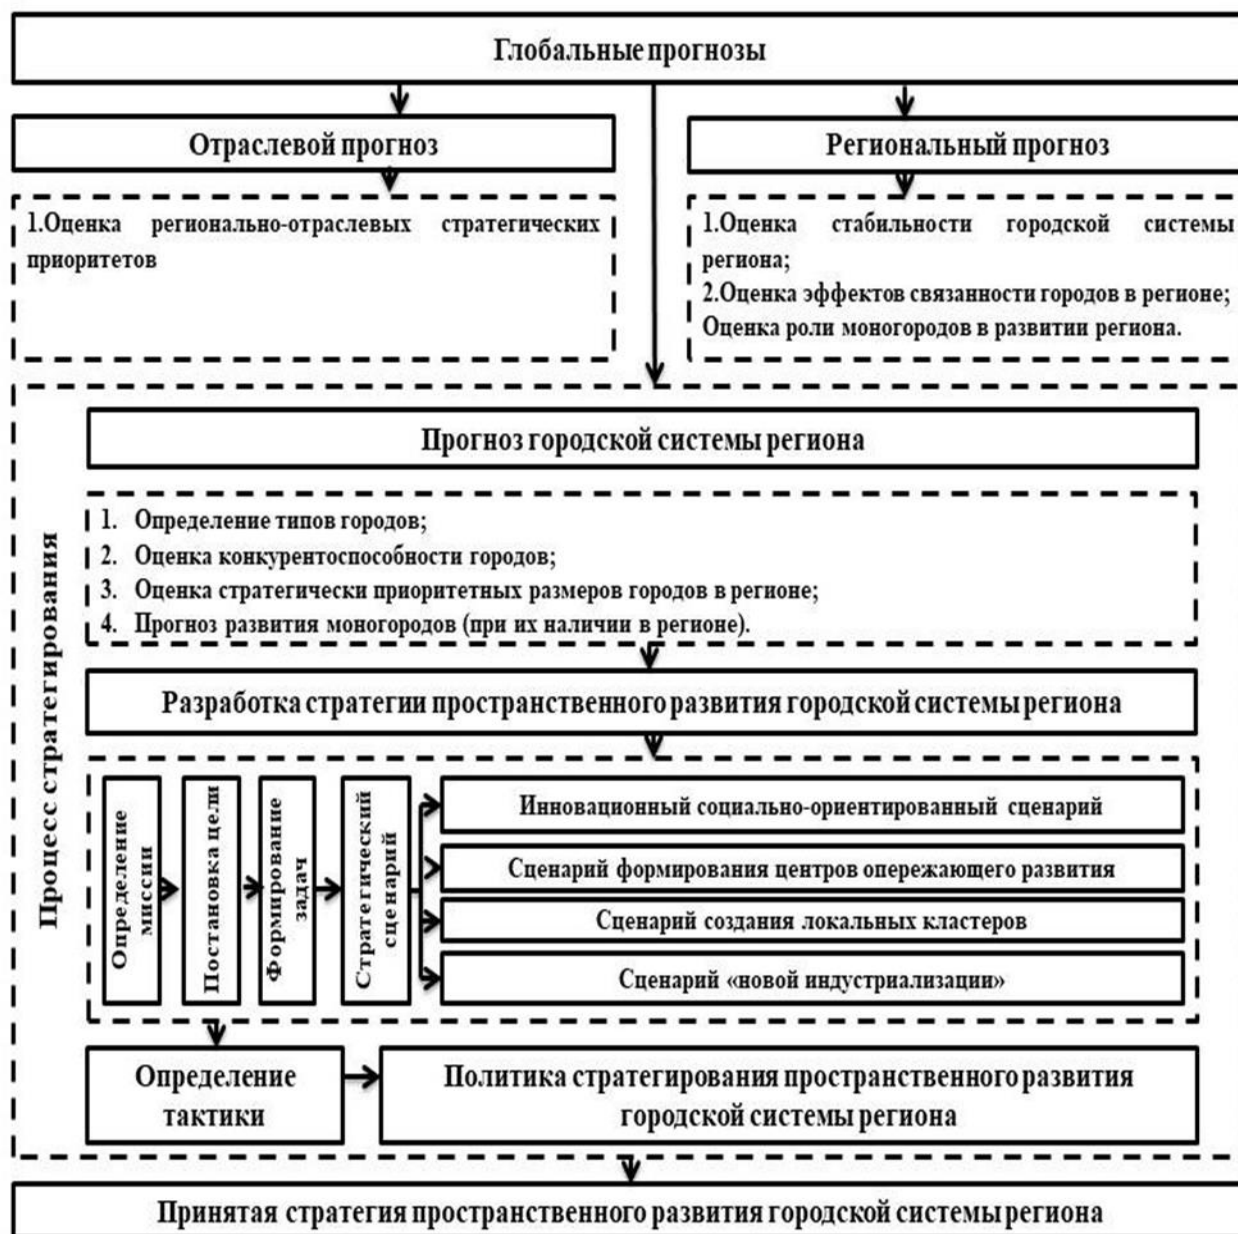 Глобальные прогнозы
Отраслевой прогноз
Региональный прогноз
1.Оценка регионально-отраслевых стратегических
приоритетов
1.Оценка стабильности городской системы
региона;
2.Оценка эффектов связанности городов в регионе;
Оценка роли моногородов в развитии региона.
Процесс стратегирования
Прогноз городской системы региона
1. Определение типов городов;
2. Оценка конкурентоспособности городов;
3. Оценка стратегически приоритетных размеров городов в регионе;
4. Прогноз развития моногородов (при их наличии в регионе).
Разработка стратегии пространственного развития городской системы региона
Определение
миссии
Постановка цели
Формирование
задач
Стратегический
сценарий
Инновационный социально-ориентированный сценарий
Сценарий формирования центров опережающего развития
Сценарий создания локальных кластеров
Сценарий «новой индустриализации»
Определение
тактики
Политика стратегирования пространственного развития
городской системы региона
Принятая стратегия пространственного развития городской системы региона